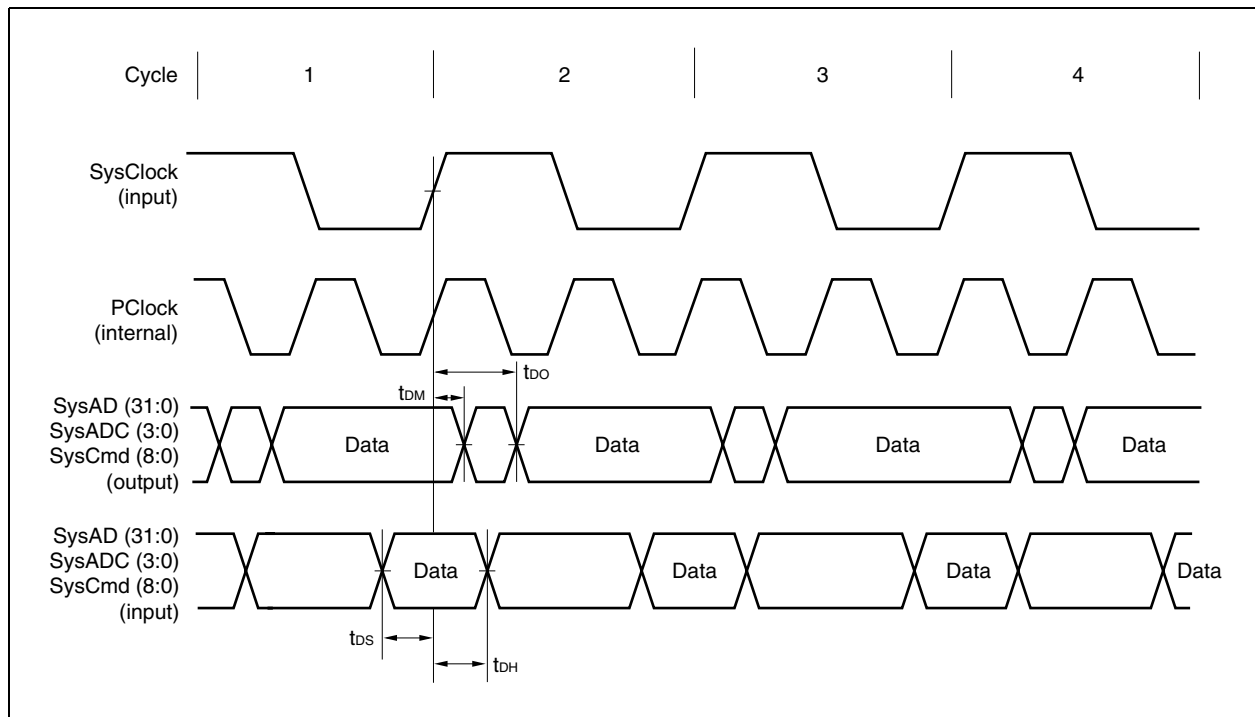 Cycle 1 2 3 4
SysClock
(input)
PClock
(internal)
tDO
tDM
SysAD (31:0)
SysADC (3:0)
SysCmd (8:0)
(output)
Data Data Data Data
SysAD (31:0)
SysADC (3:0)
SysCmd (8:0)
(input)
Data Data Data Data
tDS
tDH